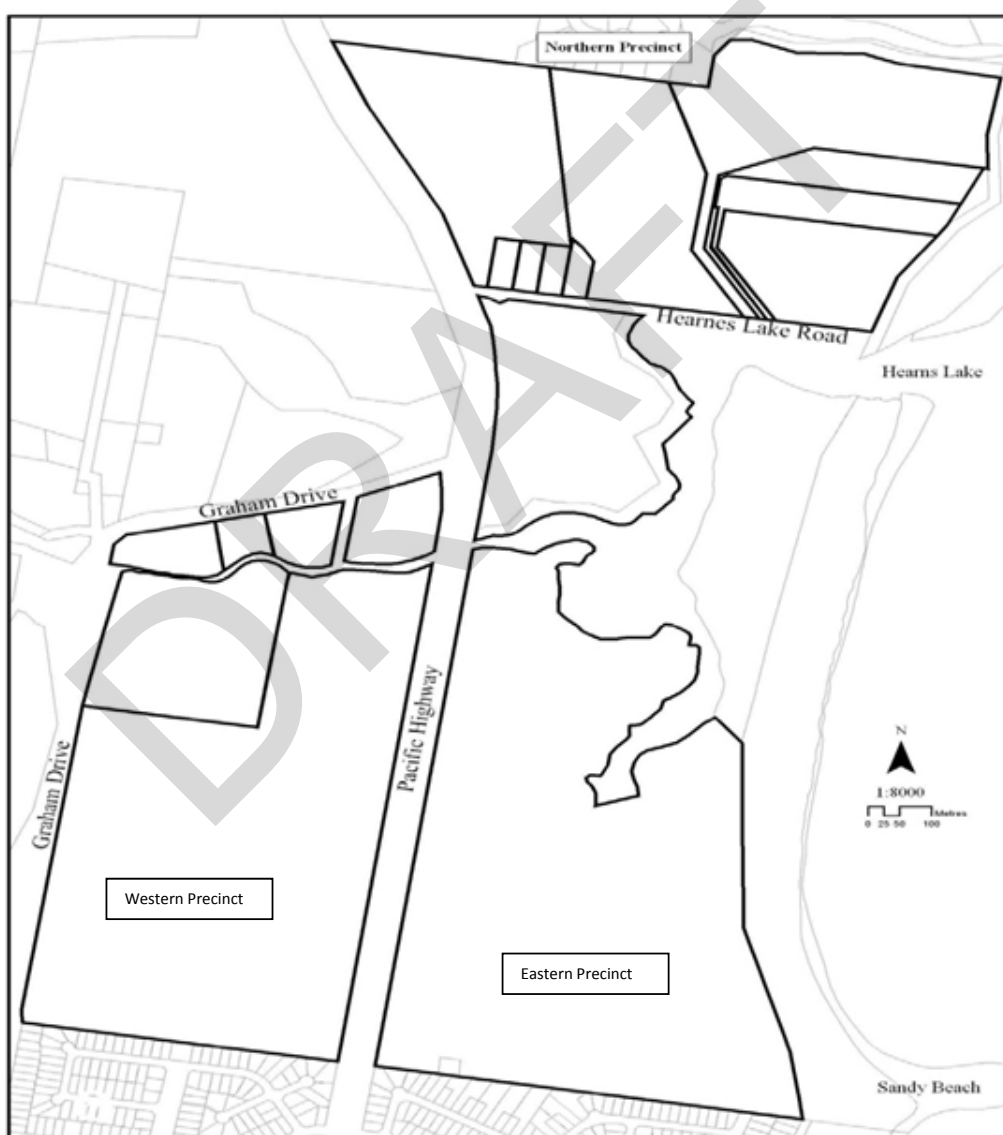 Northern Precinct
Hearnes Lake Road
Hearns Lake
Graham Drive
DRAFT
Pacific Highway
Graham Drive
N
1:8000
Metres
0 25 50 100
Western Precinct
Eastern Precinct
Sandy Beach